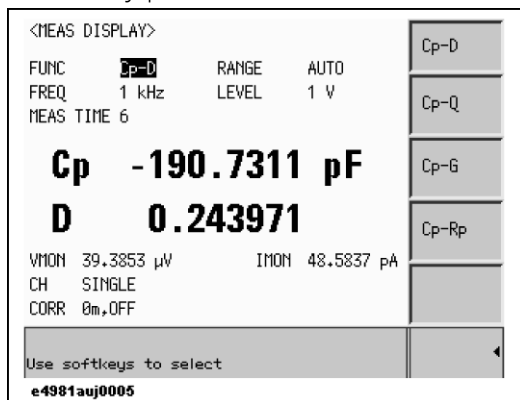 <MEAS DISPLAY>
FUNC Cp-D RANGE AUTO
FREQ 1 kHz LEVEL 1 V
MEAS TIME 6
Cp -190.7311 pF
D 0.243971
VMON 39.3853 µV IMON 48.5837 pA
CH SINGLE
CORR 0m,OFF
Use softkeys to select
Cp-D
Cp-Q
Cp-G
Cp-Rp
e4981auj0005